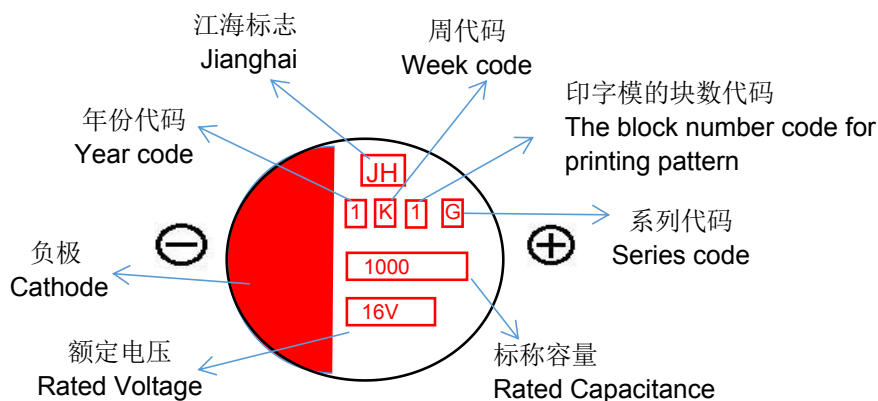 江海标志
Jianghai
周代码
Week code
印字模的块数代码
The block number code for
printing pattern
年份代码
Year code
JH
1 K 1 G
系列代码
Series code
负极
Cathode
1000
16V
额定电压
Rated Voltage
标称容量
Rated Capacitance